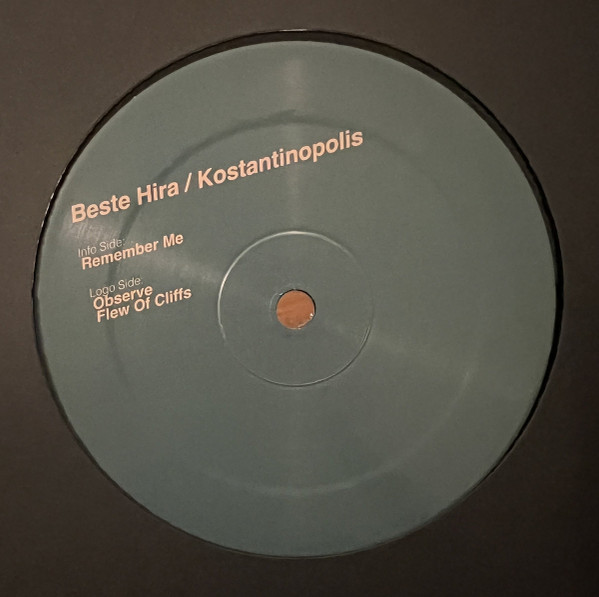 Beste Hira / Kostantinopolis
Info Side:
Remember Me
Logo Side:
Observe
Flew Of Cliffs